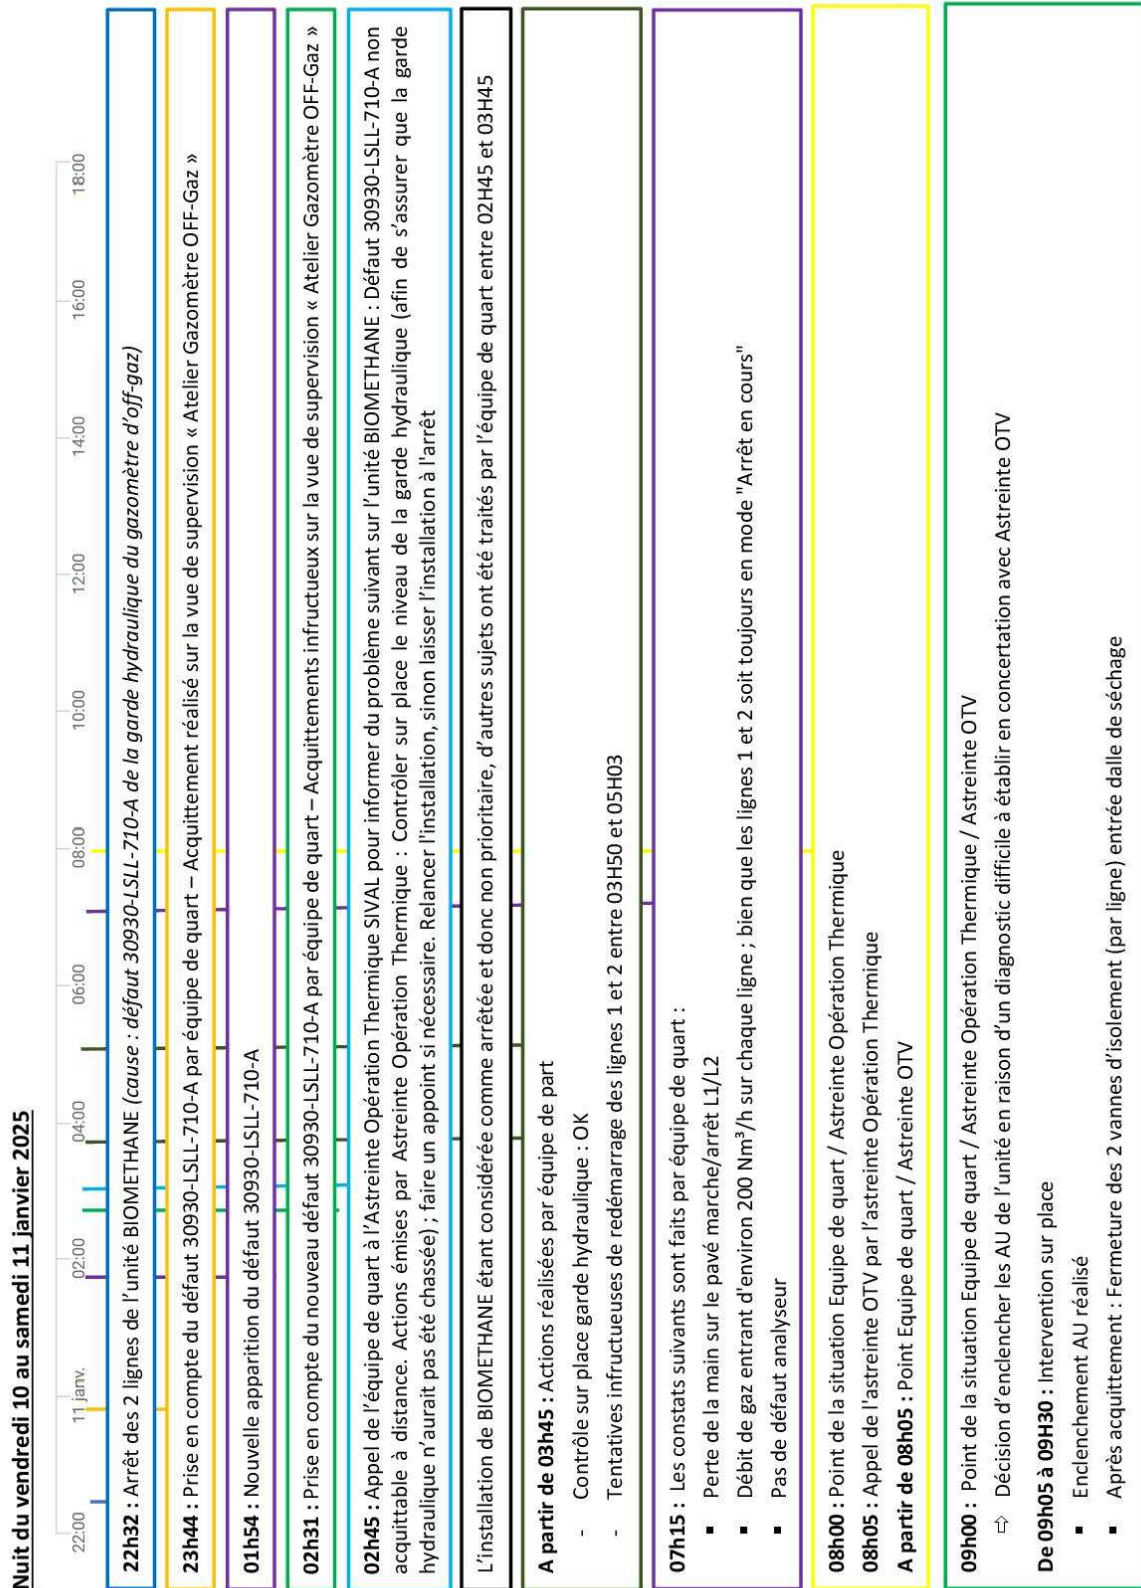 Nuit du vendredi 10 au samedi 11 janvier 2025
22:00 11 janv. 02:00 04:00 06:00 08:00 10:00 12:00 14:00 16:00 18:00
22h32 : Arrêt des 2 lignes de l'unité BIOMETHANE (cause : défaut 30930-LSLL-710-A de la garde hydraulique du gazomètre d'off-gaz)
23h44 : Prise en compte du défaut 30930-LSLL-710-A par équipe de quart – Acquittement réalisé sur la vue de supervision « Atelier Gazomètre OFF-Gaz »
01h54 : Nouvelle apparition du défaut 30930-LSLL-710-A
02h31 : Prise en compte du nouveau défaut 30930-LSLL-710-A par équipe de quart – Acquittements infructueux sur la vue de supervision « Atelier Gazomètre OFF-Gaz »
02h45 : Appel de l'équipe de quart à l'Astreinte Opération Thermique SIVAL pour informer du problème suivant sur l'unité BIOMETHANE : Défaut 30930-LSLL-710-A non
acquittable à distance. Actions émises par Astreinte Opération Thermique : Contrôler sur place le niveau de la garde hydraulique (afin de s'assurer que la garde
hydraulique n'aurait pas été chassée) ; faire un appoint si nécessaire. Relancer l'installation, sinon laisser l'installation à l'arrêt
L'installation de BIOMETHANE étant considérée comme arrêtée et donc non prioritaire, d'autres sujets ont été traités par l'équipe de quart entre 02H45 et 03H45
A partir de 03h45 : Actions réalisées par équipe de part
- Contrôle sur place garde hydraulique : OK
- Tentatives infructueuses de redémarrage des lignes 1 et 2 entre 03H50 et 05H03
07h15 : Les constats suivants sont faits par équipe de quart :
▪ Perte de la main sur le pavé marche/arrêt L1/L2
▪ Débit de gaz entrant d'environ 200 Nm³/h sur chaque ligne ; bien que les lignes 1 et 2 soit toujours en mode "Arrêt en cours"
▪ Pas de défaut analyseur
08h00 : Point de la situation Equipe de quart / Astreinte Opération Thermique
08h05 : Appel de l'astreinte OTV par l'astreinte Opération Thermique
A partir de 08h05 : Point Equipe de quart / Astreinte OTV
09h00 : Point de la situation Equipe de quart / Astreinte Opération Thermique / Astreinte OTV
⇨ Décision d'enclencher les AU de l'unité en raison d'un diagnostic difficile à établir en concertation avec Astreinte OTV
De 09h05 à 09H30 : Intervention sur place
▪ Enclenchement AU réalisé
▪ Après acquittement : Fermeture des 2 vannes d'isolement (par ligne) entrée dalle de séchage